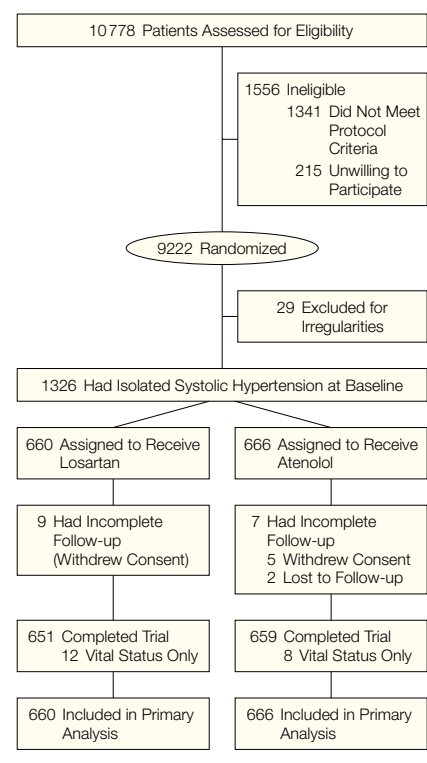 10778 Patients Assessed for Eligibility
1556 Ineligible
1341 Did Not Meet
Protocol
Criteria
215 Unwilling to
Participate
9222 Randomized
29 Excluded for
Irregularities
1326 Had Isolated Systolic Hypertension at Baseline
660 Assigned to Receive
Losartan
666 Assigned to Receive
Atenolol
9 Had Incomplete
Follow-up
(Withdrew Consent)
7 Had Incomplete
Follow-up
5 Withdrew Consent
2 Lost to Follow-up
651 Completed Trial
12 Vital Status Only
659 Completed Trial
8 Vital Status Only
660 Included in Primary
Analysis
666 Included in Primary
Analysis